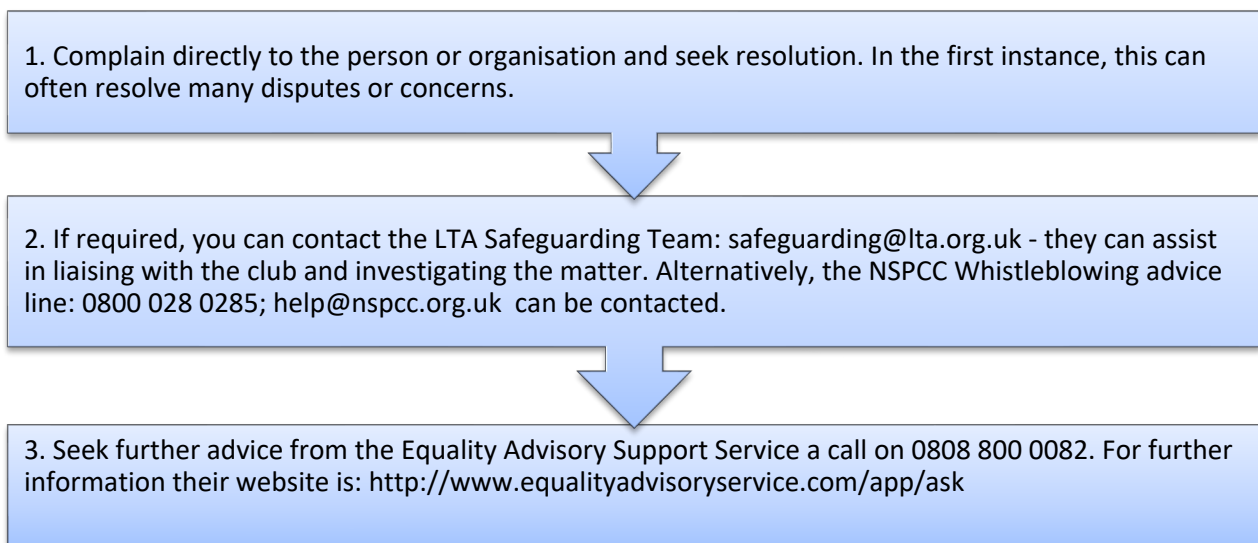 1. Complain directly to the person or organisation and seek resolution. In the first instance, this can
often resolve many disputes or concerns.
2. If required, you can contact the LTA Safeguarding Team: safeguarding@lta.org.uk - they can assist
in liaising with the club and investigating the matter. Alternatively, the NSPCC Whistleblowing advice
line: 0800 028 0285; help@nspcc.org.uk  can be contacted.
3. Seek further advice from the Equality Advisory Support Service a call on 0808 800 0082. For further
information their website is: http://www.equalityadvisoryservice.com/app/ask